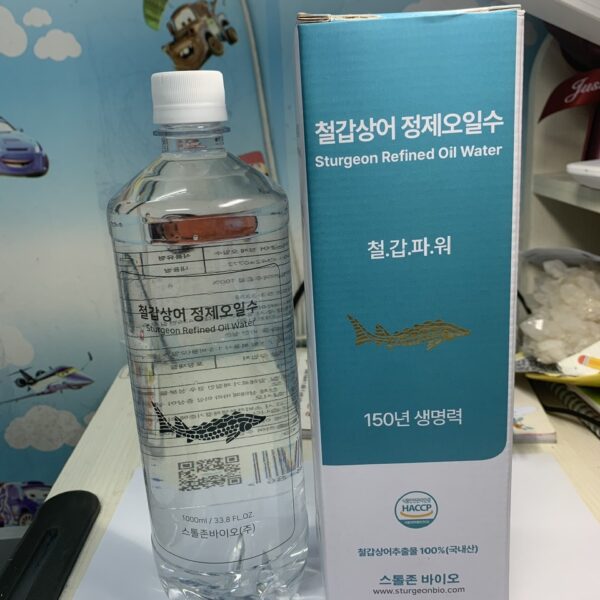 철갑상어 정제오일수
Sturgeon Refined Oil Water
1000ml / 33.8 FL.OZ.
스톨존바이오(주)
철갑상어 정제오일수
Sturgeon Refined Oil Water
철.갑.파.워
150년 생명력
HACCP
철갑상어추출물 100%(국내산)
스톨존 바이오
www.sturgeonbio.com